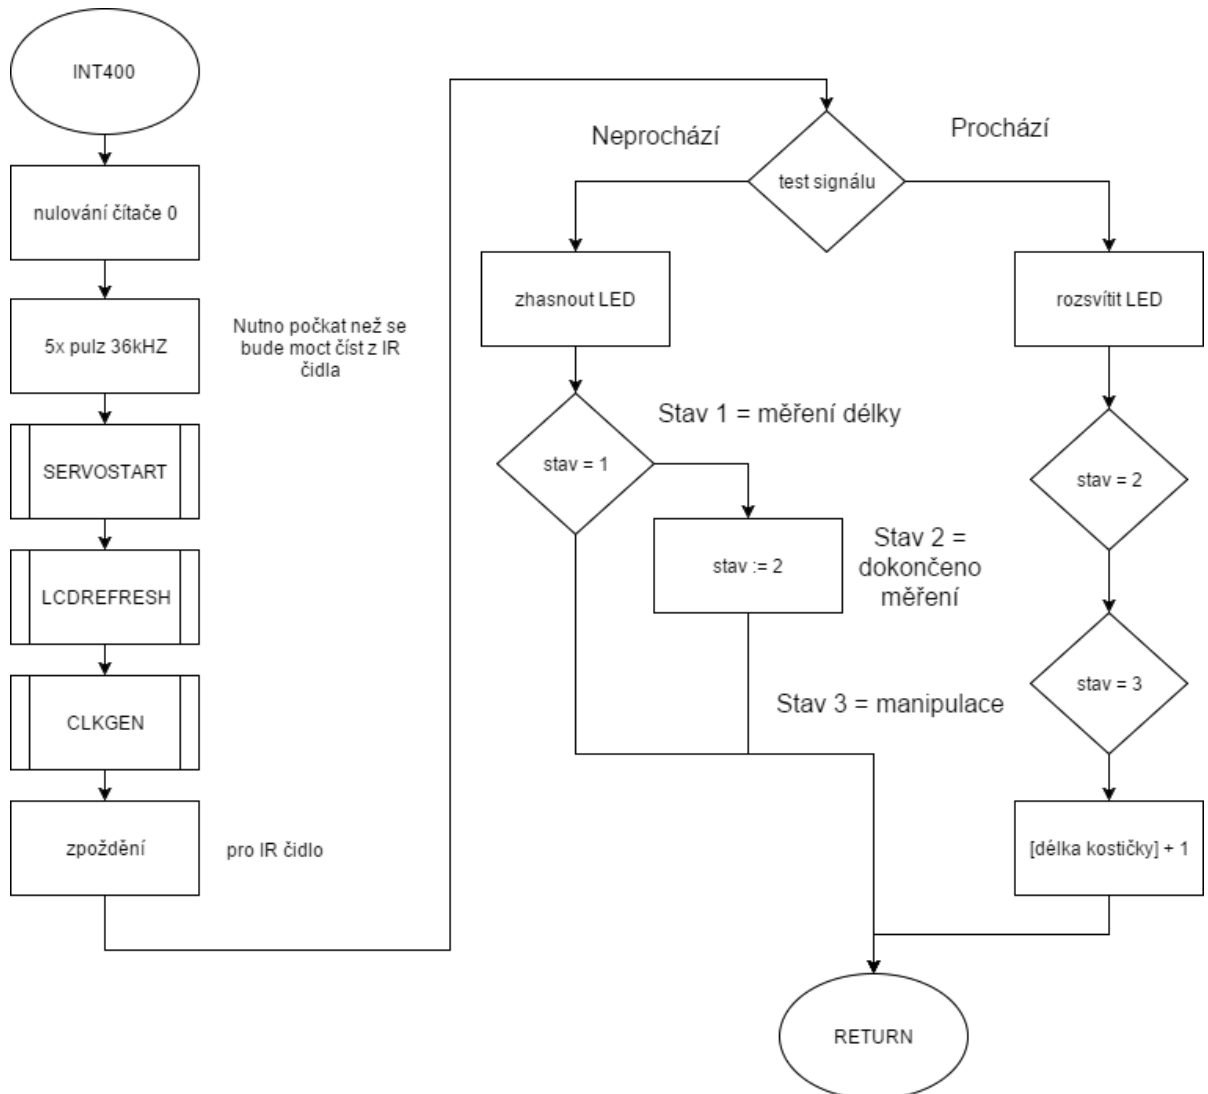 INT400
nulování čítače 0
5x pulz 36kHZ
Nutno počkat než se
bude moct číst z IR
čidla
SERVOSTART
LCDREFRESH
CLKGEN
zpoždění
pro IR čidlo
test signálu
Neprochází
Prochází
zhasnout LED
rozsvítit LED
stav = 1
Stav 1 = měření délky
stav := 2
Stav 2 =
dokončeno
měření
stav = 2
Stav 3 = manipulace
stav = 3
[délka kostičky] + 1
RETURN